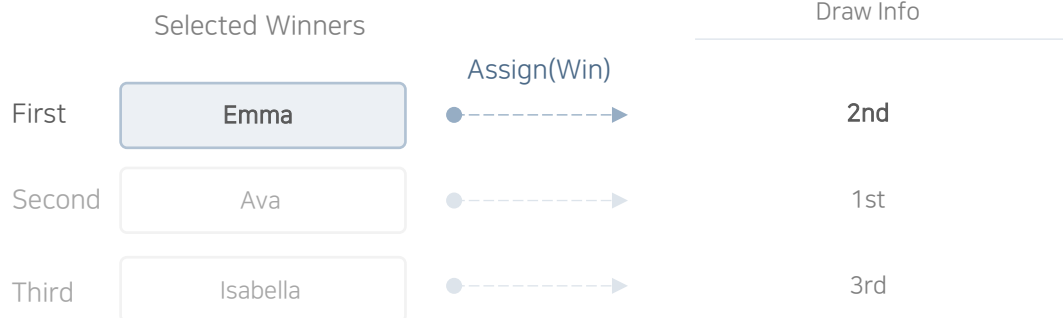 Selected Winners
Draw Info
Assign(Win)
First
Emma
2nd
Second
Ava
1st
Third
Isabella
3rd